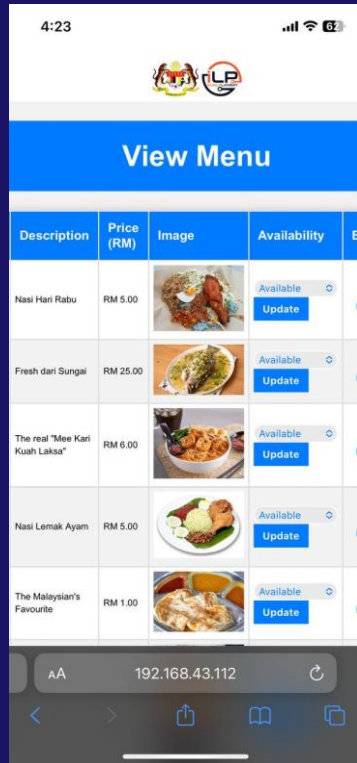 4:23
62
ILP
View Menu
Description Price (RM) Image Availability E
Nasi Hari Rabu RM 5.00 Available
Update
Fresh dari Sungai RM 25.00 Available
Update
The real "Mee Kari
Kuah Laksa" RM 6.00 Available
Update
Nasi Lemak Ayam RM 5.00 Available
Update
The Malaysian's
Favourite RM 1.00 Available
Update
AA 192.168.43.112